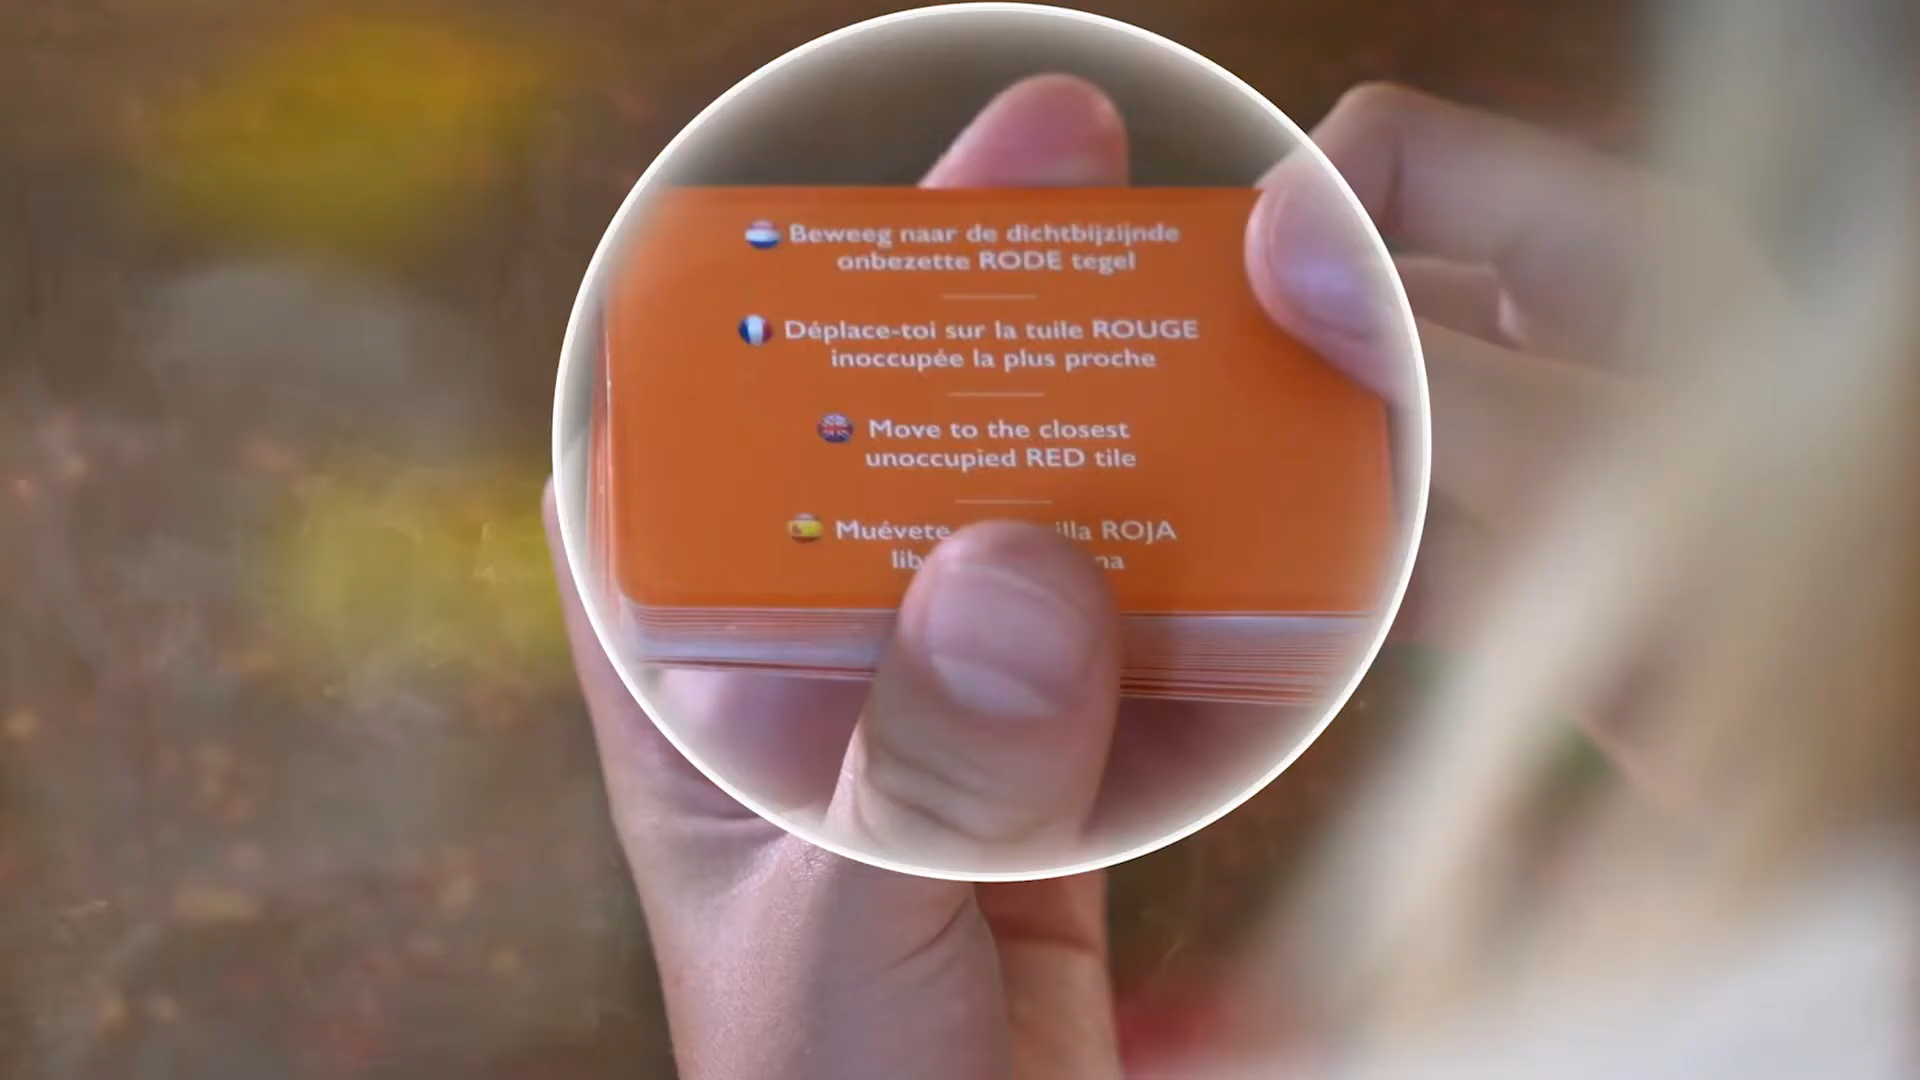 Beweeg naar de dichtbijzijnde
onbezette RODE tegel
Déplace-toi sur la tuile ROUGE
inoccupée la plus proche
Move to the closest
unoccupied RED tile
Muévete ROJA